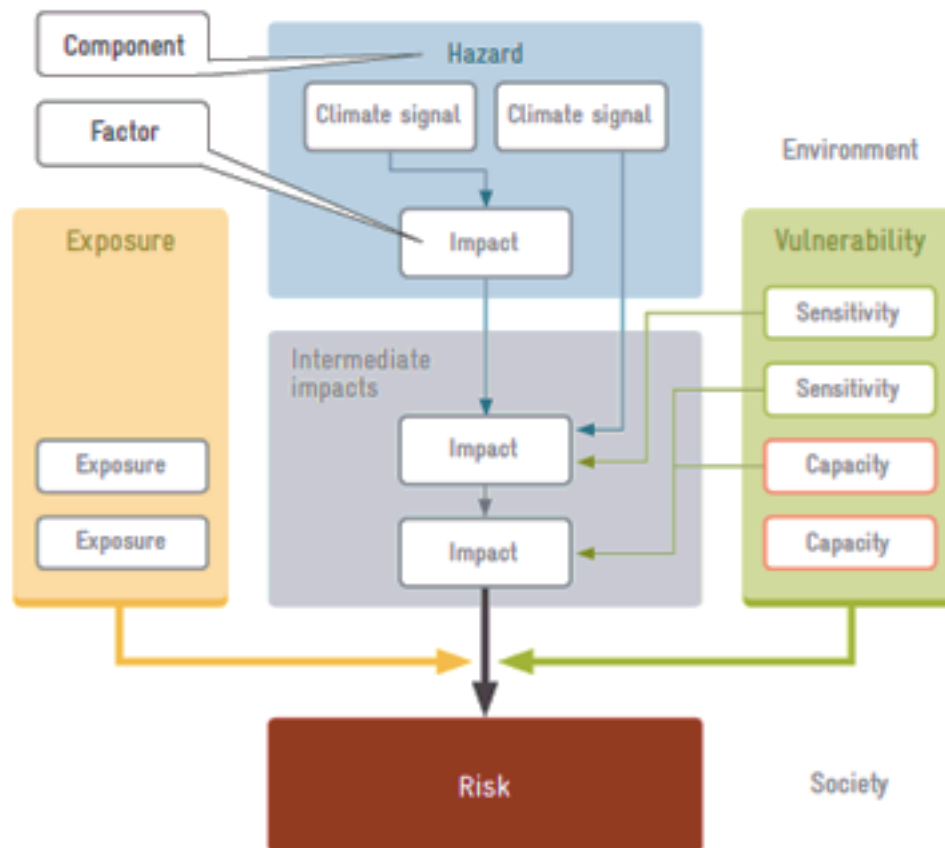 Component
Hazard
Climate signal
Climate signal
Factor
Environment
Impact
Exposure
Vulnerability
Sensitivity
Intermediate
impacts
Sensitivity
Impact
Exposure
Capacity
Exposure
Impact
Capacity
Risk
Society